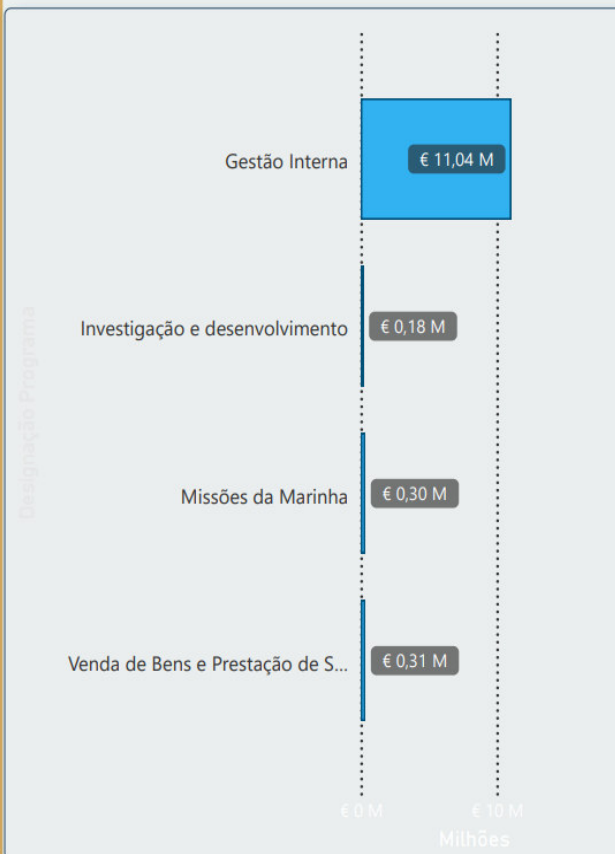 Designação Programa
Gestão Interna
€ 11,04 M
Investigação e desenvolvimento
€ 0,18 M
Missões da Marinha
€ 0,30 M
Venda de Bens e Prestação de S...
€ 0,31 M
€ 0 M
€ 10 M
Milhões